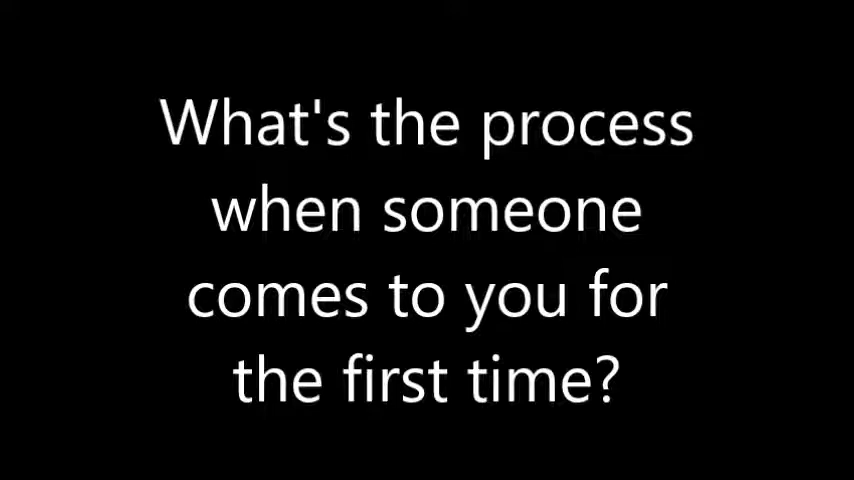 What's the process
when someone
comes to you for
the first time?